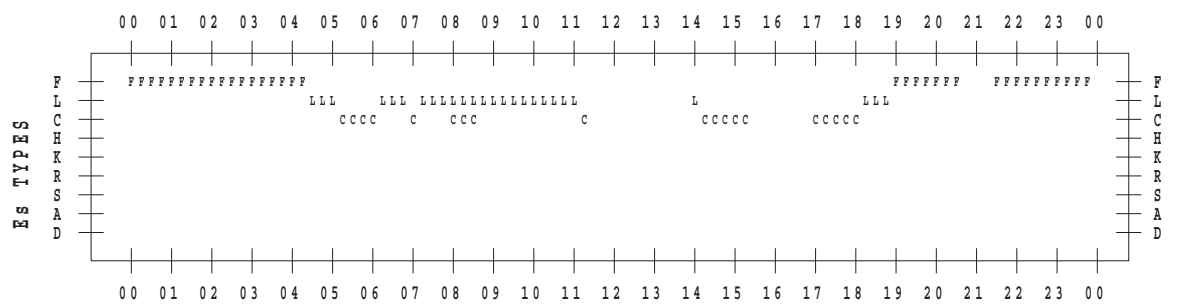 00 01 02 03 04 05 06 07 08 09 10 11 12 13 14 15 16 17 18 19 20 21 22 23 00
F FFFFFFFFFFFFFFFFFF FFFFFFF FFFFFFFFFF F
L LLL LLL LLLLLLLLLLLLLLLL L LLL L
C CCCC C CCC C CCCCC CCCCC C
H H
K K
R R
S S
A A
D D
Es TYPES
00 01 02 03 04 05 06 07 08 09 10 11 12 13 14 15 16 17 18 19 20 21 22 23 00